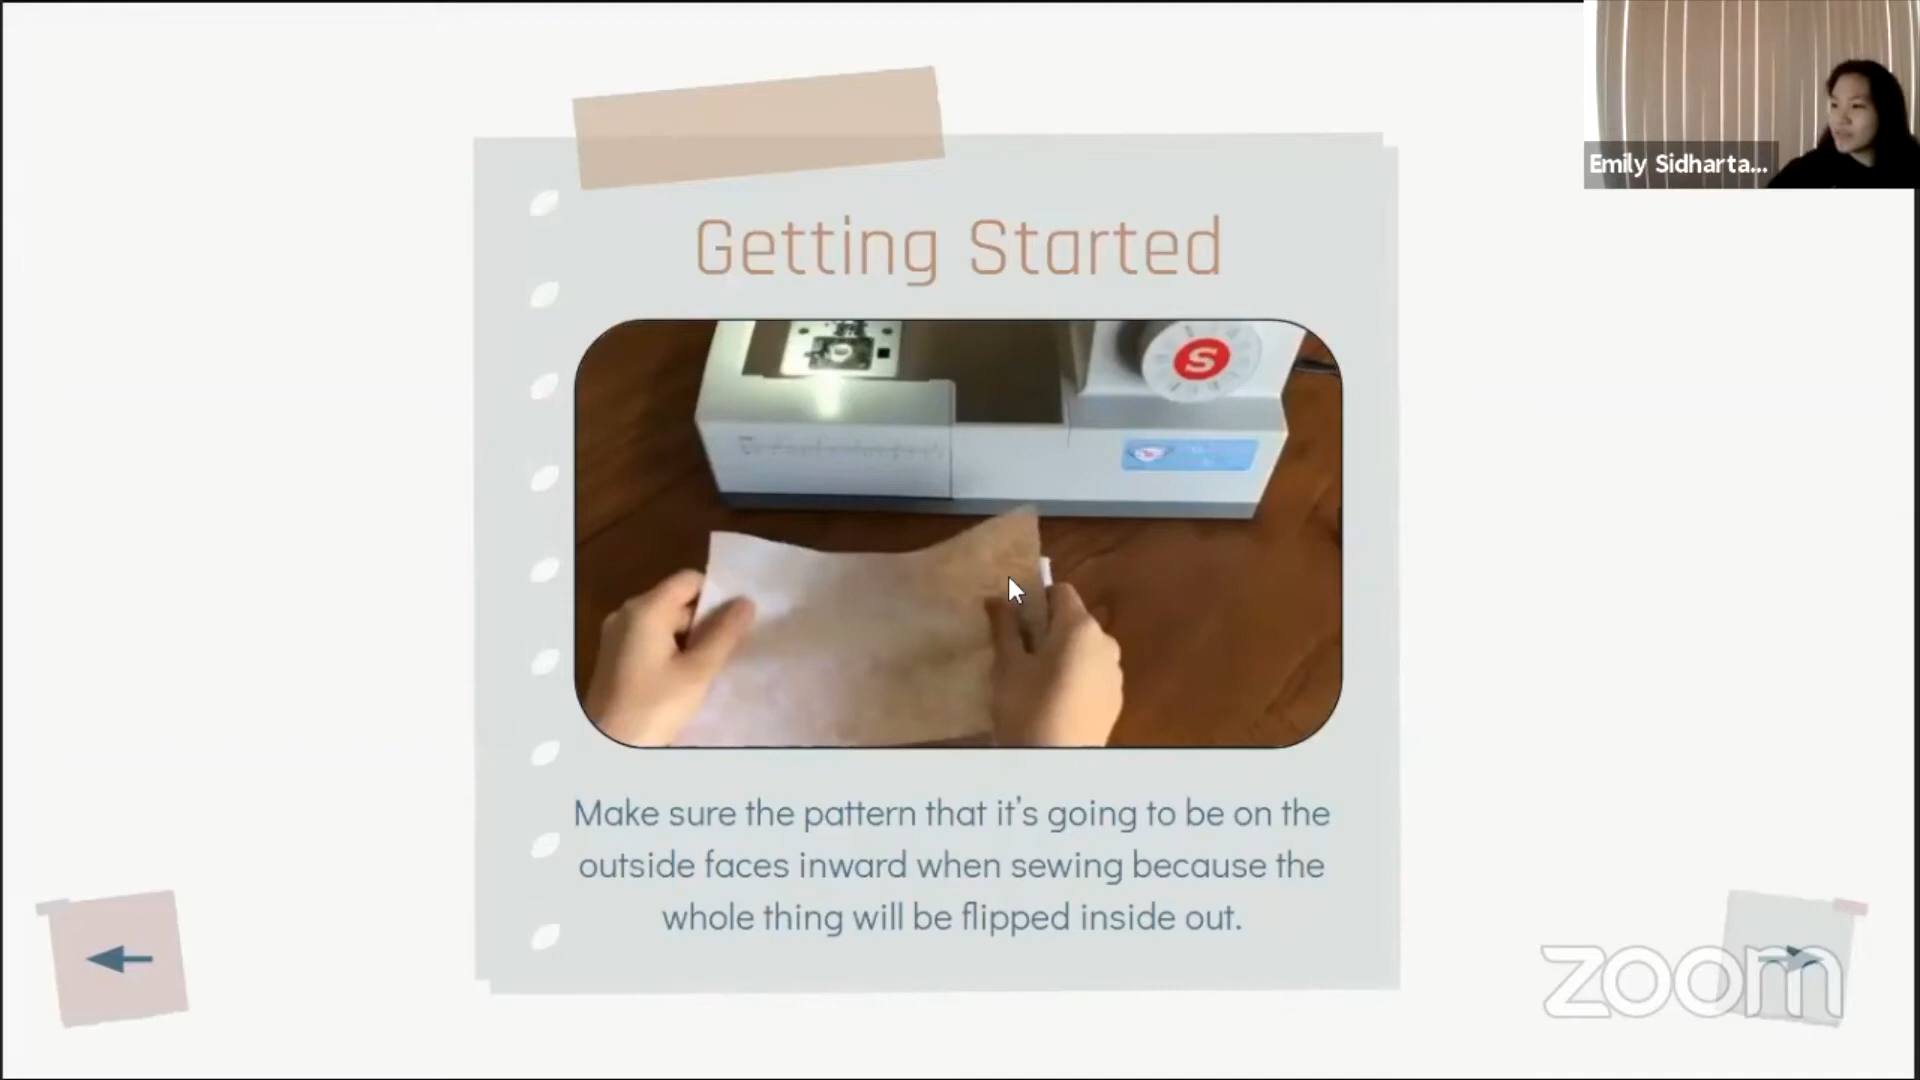 Emily Sidharta...
Getting Started
S
Make sure the pattern that it's going to be on the
outside faces inward when sewing because the
whole thing will be flipped inside out.
zoom